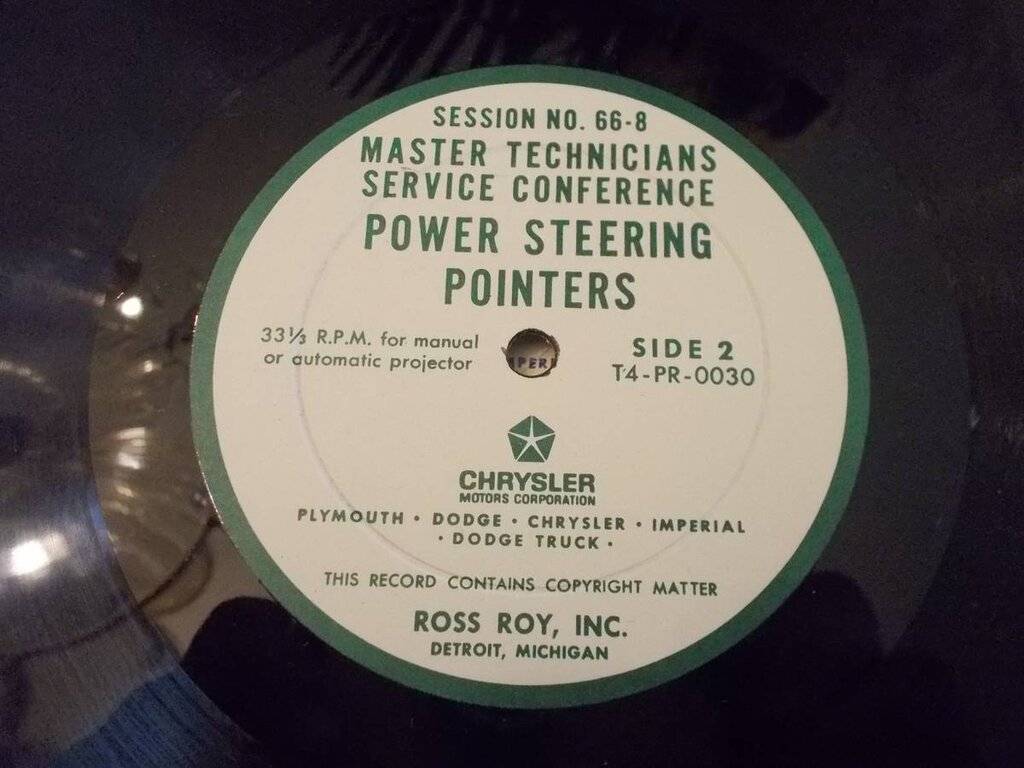 SESSION NO. 66-8
MASTER TECHNICIANS
SERVICE CONFERENCE
POWER STEERING
POINTERS
33⅓ R.P.M. for manual
or automatic projector
SIDE 2
T4-PR-0030
CHRYSLER
MOTORS CORPORATION
PLYMOUTH • DODGE • CHRYSLER • IMPERIAL
• DODGE TRUCK •
THIS RECORD CONTAINS COPYRIGHT MATTER
ROSS ROY, INC.
DETROIT, MICHIGAN